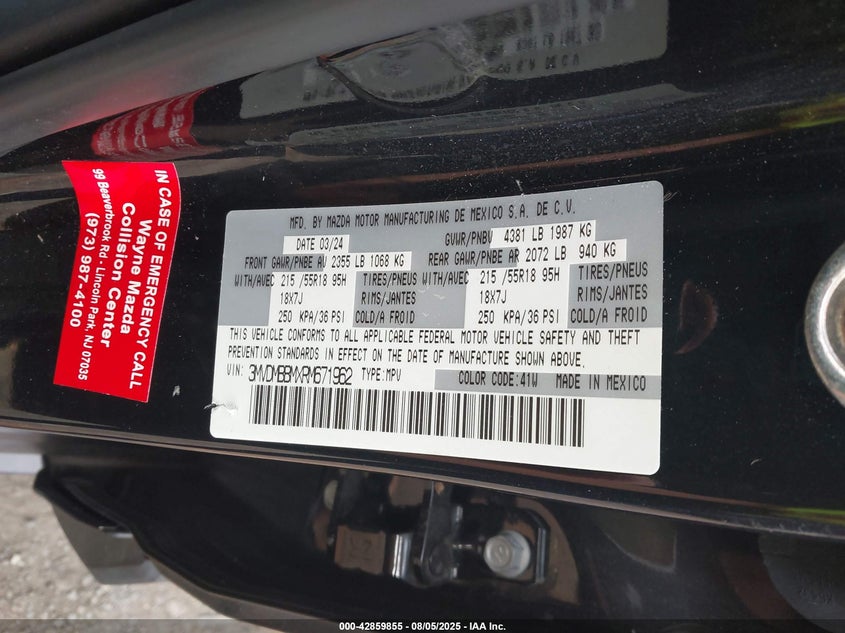 IN CASE OF EMERGENCY CALL
Wayne Mazda
Collision Center
99 Beaverbrook Rd - Lincoln Park, NJ 07035
(973) 987-4100
MFD. BY MAZDA MOTOR MANUFACTURING DE MEXICO S.A. DE C.V.
DATE 03/24 GVWR/PNBV 4381 LB 1987 KG
FRONT GAWR/PNBE AV 2355 LB 1068 KG REAR GAWR/PNBE AR 2072 LB 940 KG
WITH/AVEC 215 /55R18 95H TIRES/PNEUS WITH/AVEC 215 /55R18 95H TIRES/PNEUS
18X7J RIMS/JANTES 18X7J RIMS/JANTES
250 KPA/36 PSI COLD/A FROID 250 KPA/36 PSI COLD/A FROID
THIS VEHICLE CONFORMS TO ALL APPLICABLE FEDERAL MOTOR VEHICLE SAFETY AND THEFT
PREVENTION STANDARDS IN EFFECT ON THE DATE OF MANUFACTURE SHOWN ABOVE.
VIN: 3MVDMBBMXRM671962 TYPE:MPV COLOR CODE:41W MADE IN MEXICO
000-42859855 - 08/05/2025 - IAA Inc.